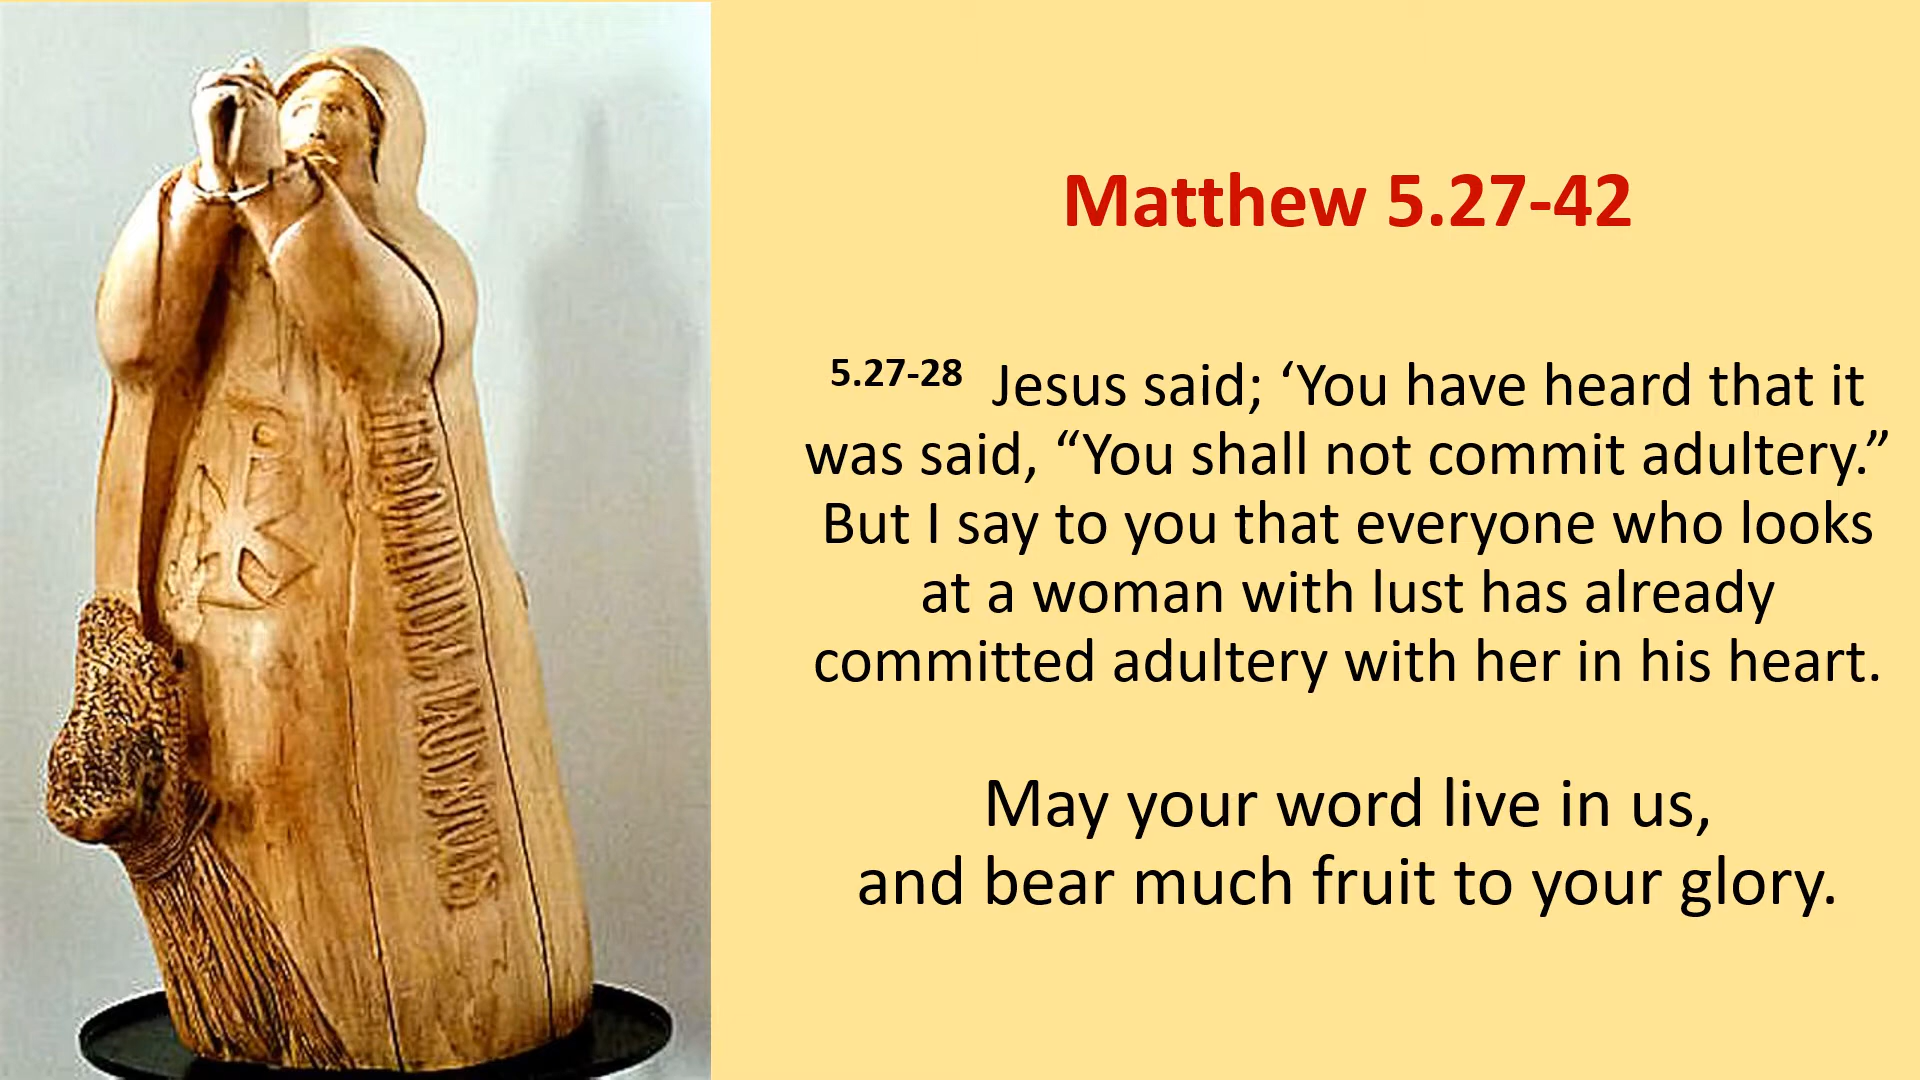 Matthew 5.27-42
5.27-28 Jesus said; ‘You have heard that it
was said, “You shall not commit adultery.”
But I say to you that everyone who looks
at a woman with lust has already
committed adultery with her in his heart.
May your word live in us,
and bear much fruit to your glory.